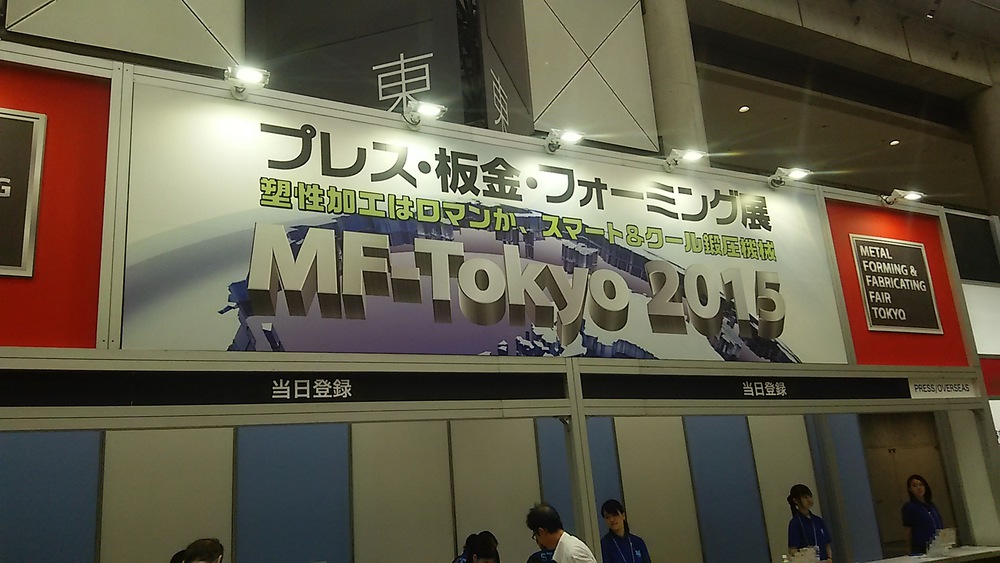 東
プレス・板金・フォーミング展
塑性加工はロマンか、スマート&クール鍛圧機械
MF-Tokyo 2015
METAL
FORMING &
FABRICATING
FAIR
TOKYO
当日登録
当日登録
PRESS/OVERSEAS